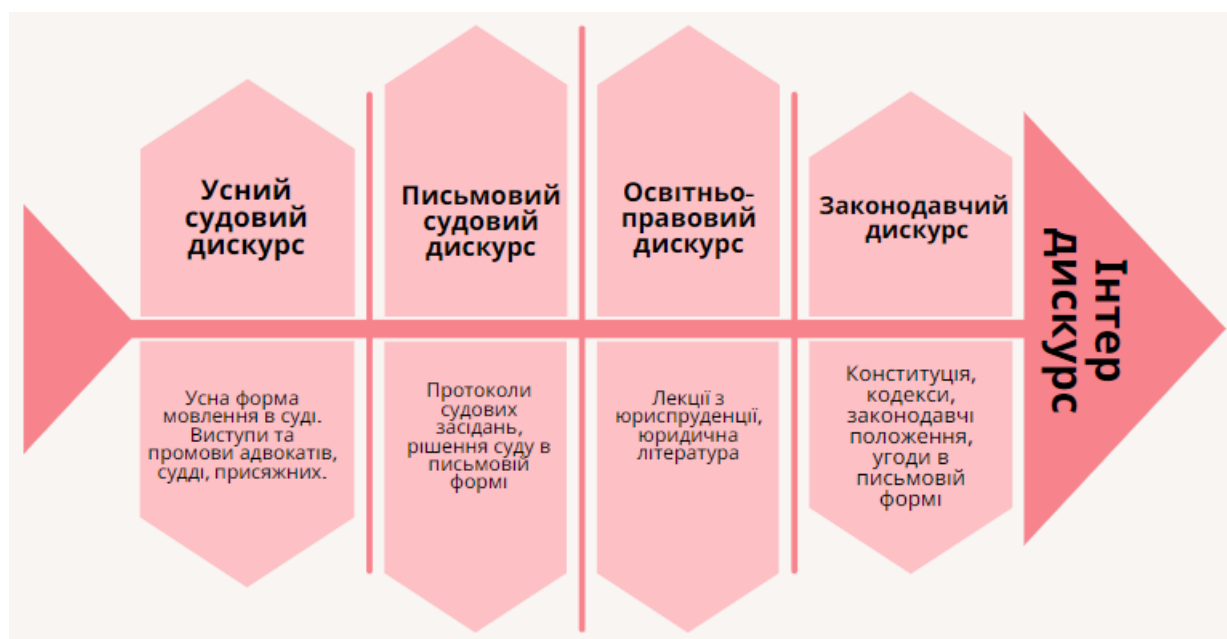 Усний
судовий
дискурс
Письмовий
судовий
дискурс
Освітньо-
правовий
дискурс
Законодавчий
дискурс
Інтер
дискурс
Усна форма
мовлення в суді.
Виступи та
промови адвокатів,
судді, присяжних.
Протоколи
судових
засідань,
рішення суду в
письмовій
формі
Лекції з
юриспруденції,
юридична
література
Конституція,
кодекси,
законодавчі
положення,
угоди в
письмовій
формі